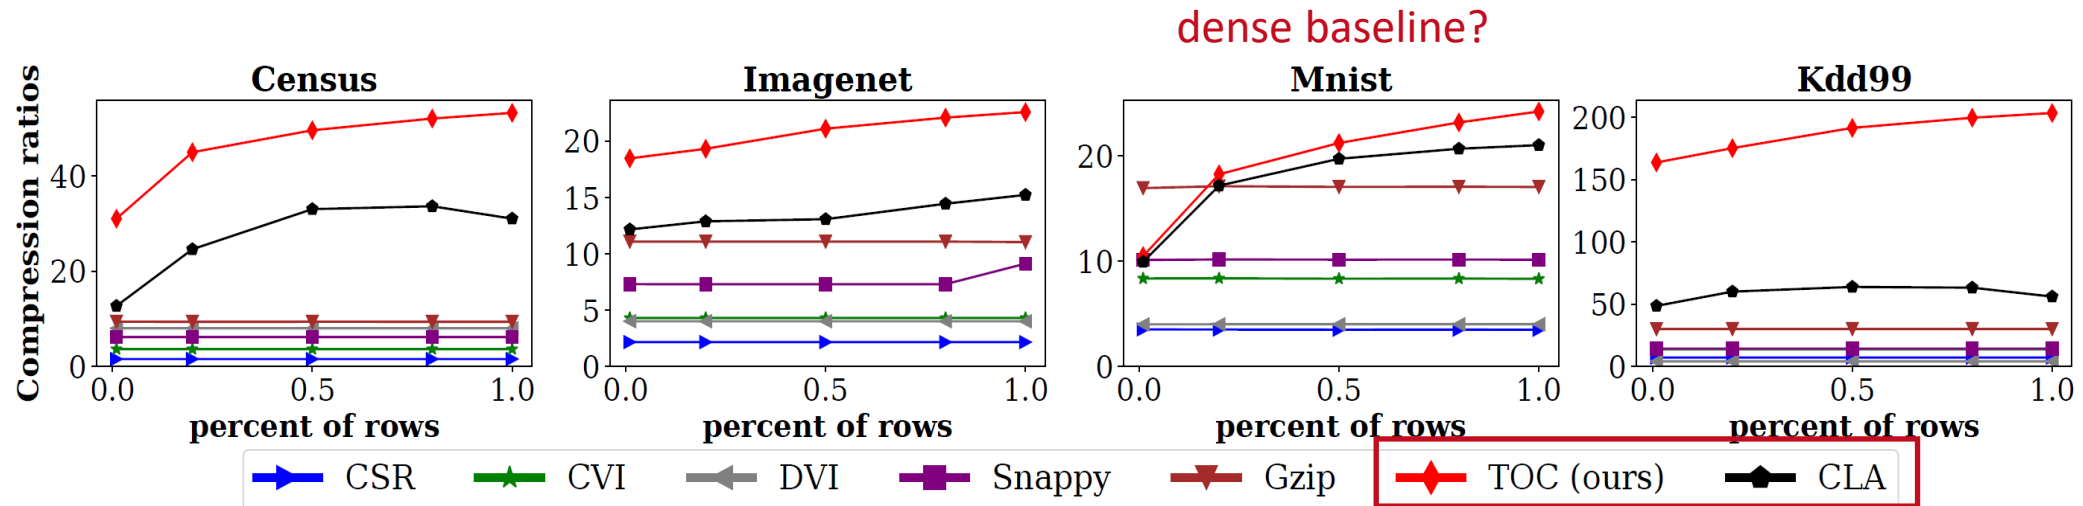 dense baseline?
Census
Imagenet
Mnist
Kdd99
Compression ratios
0
20
40
0.0 0.5 1.0
percent of rows
0
5
10
15
20
0.0 0.5 1.0
percent of rows
0
10
20
0.0 0.5 1.0
percent of rows
0
50
100
150
200
0.0 0.5 1.0
percent of rows
CSR CVI DVI Snappy Gzip TOC (ours) CLA